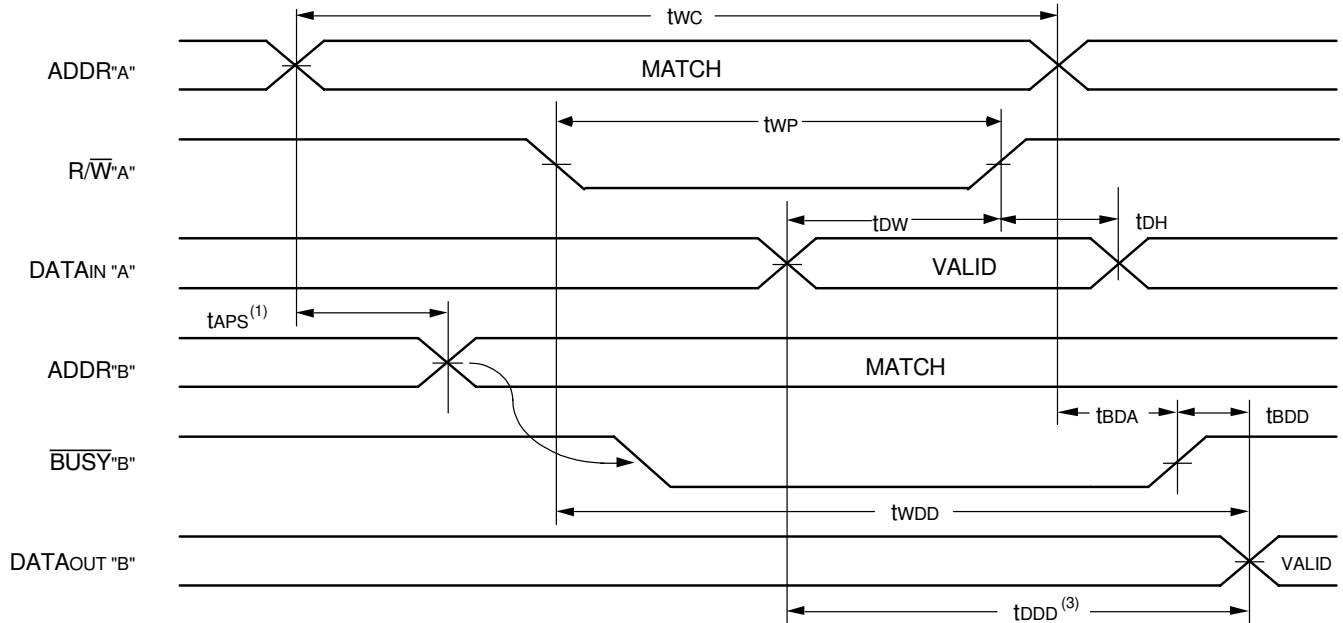 tWC
ADDR"A"
MATCH
tWP
R/W̅"A"
tDW
tDH
DATAIN "A"
VALID
tAPS(1)
ADDR"B"
MATCH
tBDA
tBDD
B̅U̅S̅Y̅"B"
tWDD
DATAOUT "B"
VALID
tDDD(3)